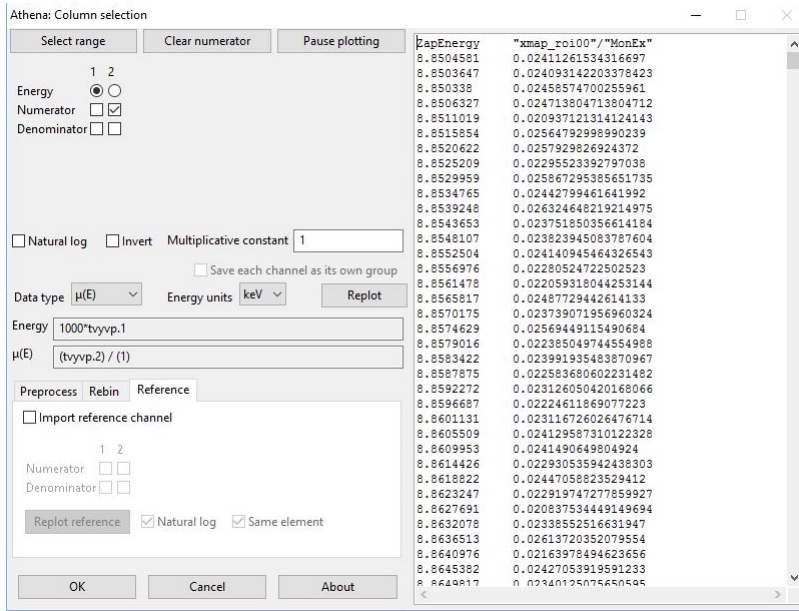 Athena: Column selection
Select range Clear numerator Pause plotting
1 2
Energy
Numerator
Denominator
Natural log Invert Multiplicative constant 1
Save each channel as its own group
Data type μ(E) Energy units keV Replot
Energy 1000*tvyvp.1
μ(E) (tvyvp.2) / (1)
Preprocess Rebin Reference
Import reference channel
1 2
Numerator
Denominator
Replot reference Natural log Same element
OK Cancel About
ZapEnergy "xmap_roi00"/"MonEx"
8.8504581 0.02411261534316697
8.8503647 0.024093142203378423
8.850338 0.02458574700255961
8.8506327 0.024713804713804712
8.8511019 0.020937121314124143
8.8515854 0.02564792998990239
8.8520622 0.0257929826924372
8.8525209 0.02295523392797038
8.8529959 0.025867295385651735
8.8534765 0.02442799461641992
8.8539248 0.026324648219214975
8.8543653 0.023751850356614184
8.8548107 0.023823945083787604
8.8552504 0.024140945464326543
8.8556976 0.02280524722502523
8.8561478 0.022059318044253144
8.8565817 0.02487729442614133
8.8570175 0.023739071956960324
8.8574629 0.02569449115490684
8.8579016 0.022385049744554988
8.8583422 0.023991935483870967
8.8587875 0.022583680602231482
8.8592272 0.023126050420168066
8.8596687 0.02224611869077223
8.8601131 0.023116726026476714
8.8605509 0.024129587310122328
8.8609953 0.0241490649804924
8.8614426 0.022930535942438303
8.8618822 0.02447058823529412
8.8623247 0.022919747277859927
8.8627691 0.020837534449149694
8.8632078 0.02338552516631947
8.8636513 0.02613720352079554
8.8640976 0.02163978494623656
8.8645382 0.02427053919591233
8.8649817 0.02340125075650595